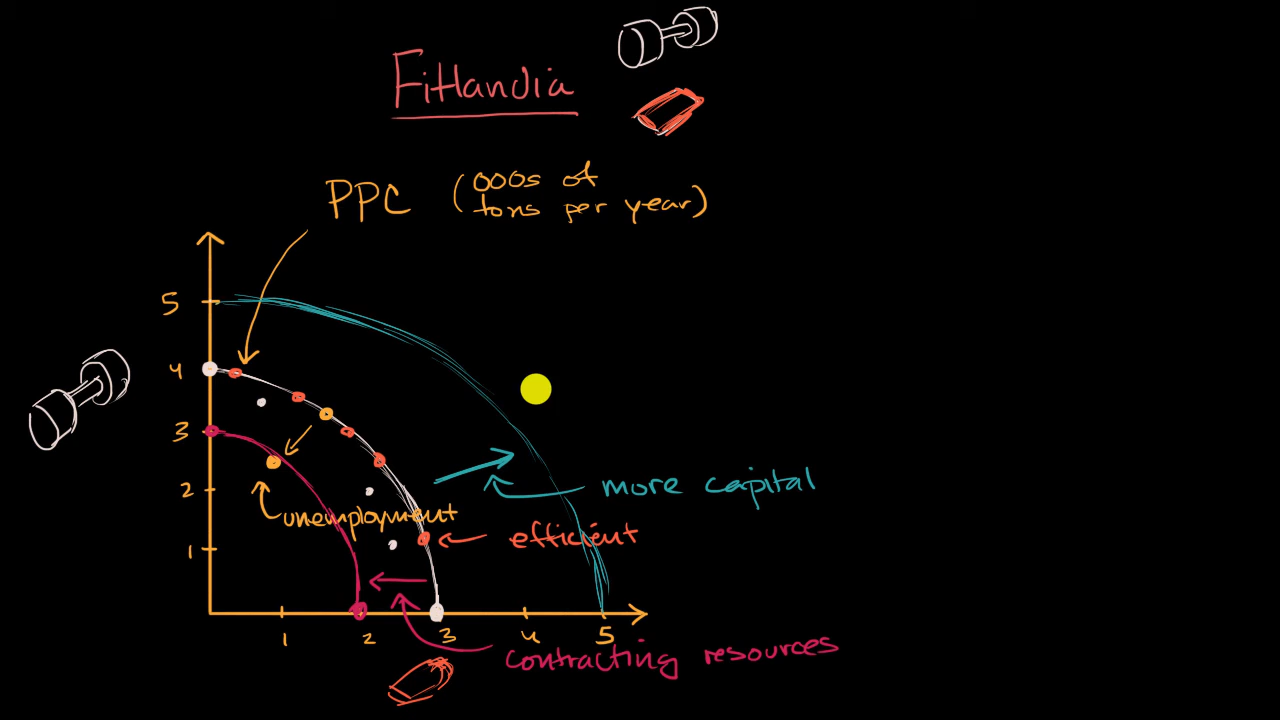 Fitlandia
PPC (000s of
tons per year)
5
4
3
2
1
unemployment
more capital
efficient
1 2 3 4 5
contracting resources